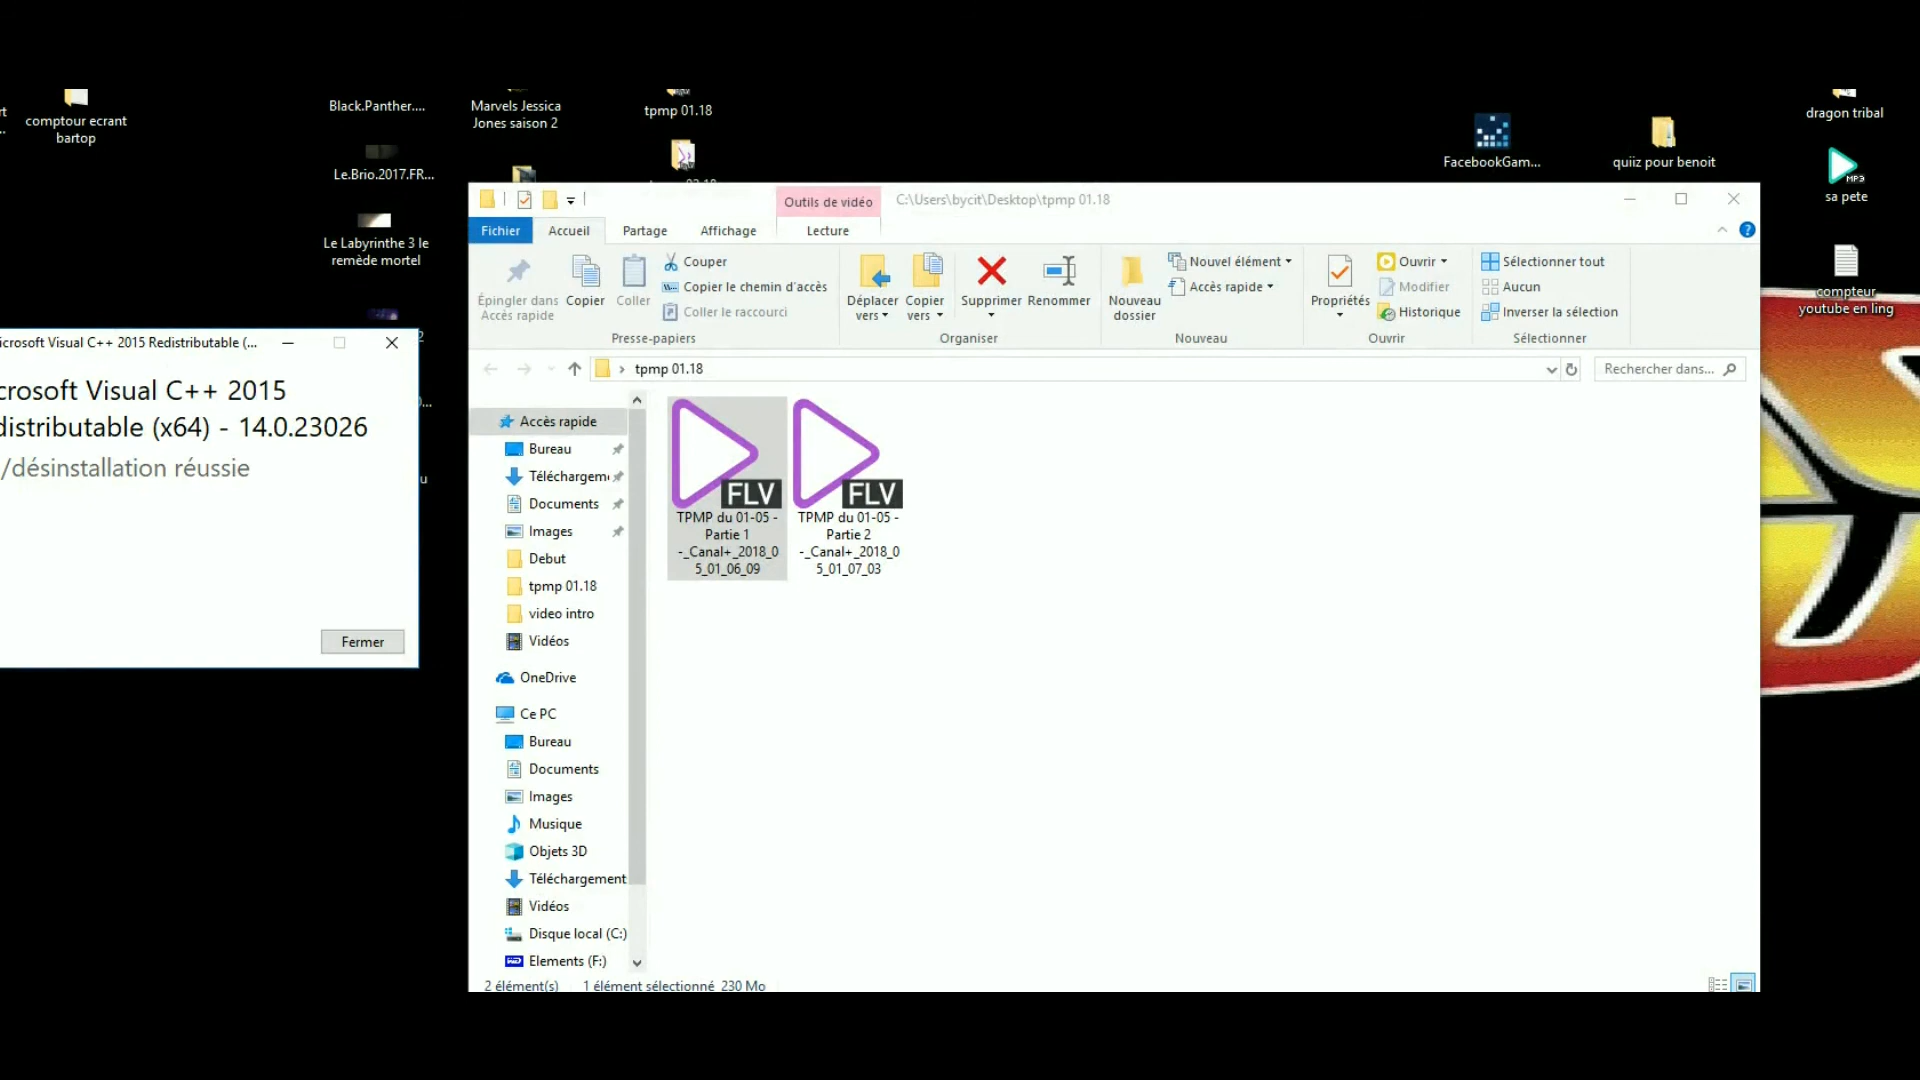 comptour ecrant
bartop
Black.Panther....
Le.Brio.2017.FR...
Le Labyrinthe 3 le
remède mortel
Marvels Jessica
Jones saison 2
tpmp 01.18
FacebookGam...
quiiz pour benoit
dragon tribal
MP3
sa pete
compteur
youtube en ling
icrosoft Visual C++ 2015 Redistributable (...
crosoft Visual C++ 2015
distributable (x64) - 14.0.23026
/désinstallation réussie
Fermer
Outils de vidéo
C:\Users\bycit\Desktop\tpmp 01.18
Fichier
Accueil
Partage
Affichage
Lecture
Épingler dans
Accès rapide
Copier
Coller
Couper
Copier le chemin d'accès
Coller le raccourci
Presse-papiers
Déplacer
vers
Copier
vers
Supprimer
Renommer
Organiser
Nouveau
dossier
Nouvel élément
Accès rapide
Nouveau
Propriétés
Ouvrir
Modifier
Historique
Ouvrir
Sélectionner tout
Aucun
Inverser la sélection
Sélectionner
tpmp 01.18
Rechercher dans...
Accès rapide
Bureau
Téléchargem
Documents
Images
Debut
tpmp 01.18
video intro
Vidéos
OneDrive
Ce PC
Bureau
Documents
Images
Musique
Objets 3D
Téléchargement
Vidéos
Disque local (C:)
Elements (F:)
FLV
TPMP du 01-05 -
Partie 1
-_Canal+_2018_0
5_01_06_09
FLV
TPMP du 01-05 -
Partie 2
-_Canal+_2018_0
5_01_07_03
2 élément(s)
1 élément sélectionné 230 Mo